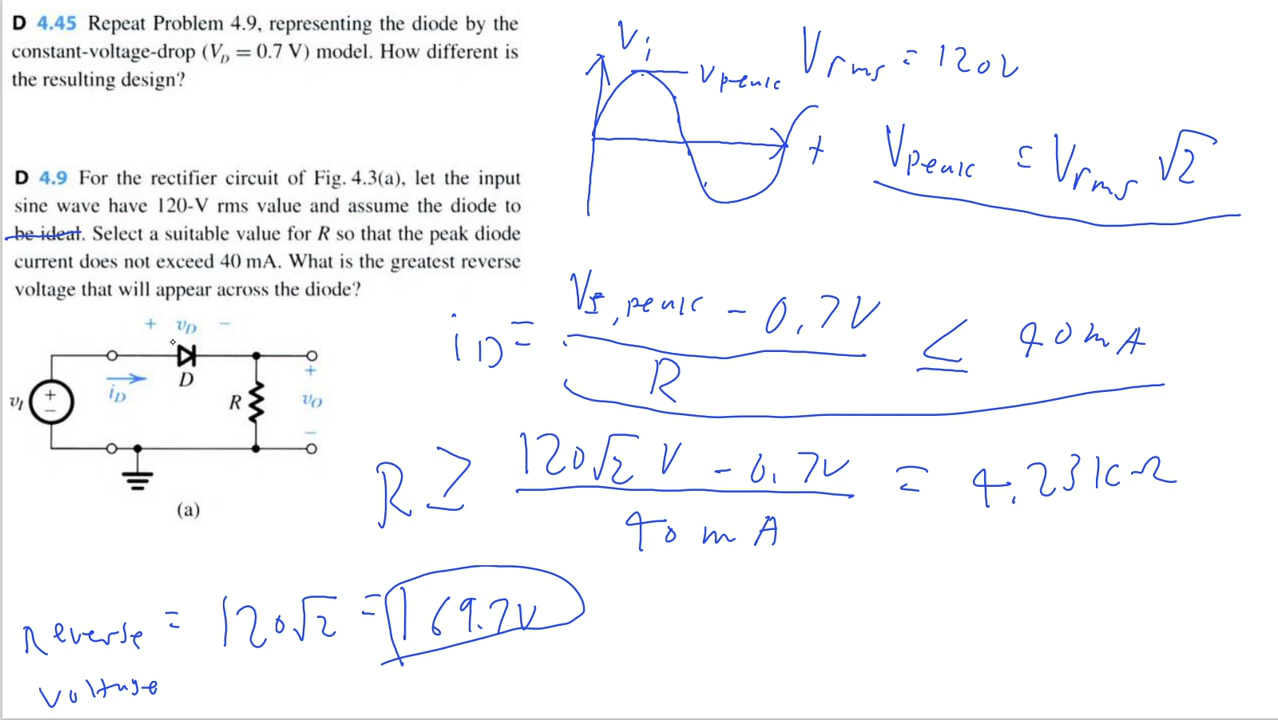 D 4.45 Repeat Problem 4.9, representing the diode by the
constant-voltage-drop (V_D = 0.7 V) model. How different is
the resulting design?
D 4.9 For the rectifier circuit of Fig. 4.3(a), let the input
sine wave have 120-V rms value and assume the diode to
be ideal. Select a suitable value for R so that the peak diode
current does not exceed 40 mA. What is the greatest reverse
voltage that will appear across the diode?
+ v_D −
D
i_D
v_I
+
−
R
+
v_O
−
(a)
V_i
V_peak
t
V_rms = 120V
V_peak = V_rms √2
i_D = (V_I,peak − 0.7V) / R ≤ 40mA
R ≥ (120√2 V − 0.7V) / 40mA = 4.23kΩ
Reverse Voltage = 120√2 = 169.7V